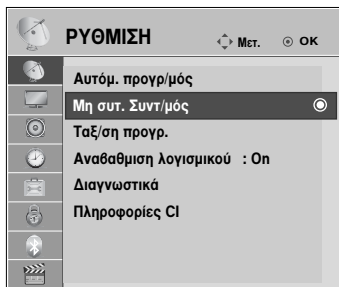 ΡΥΘΜΙΣΗ Μετ. OK
Αυτόμ. προγρ/μός
Μη συτ. Συντ/μός
Ταξ/ση προγρ.
Αναβαθμιση λογισμικού : On
Διαγνωστικά
Πληροφορίες CI